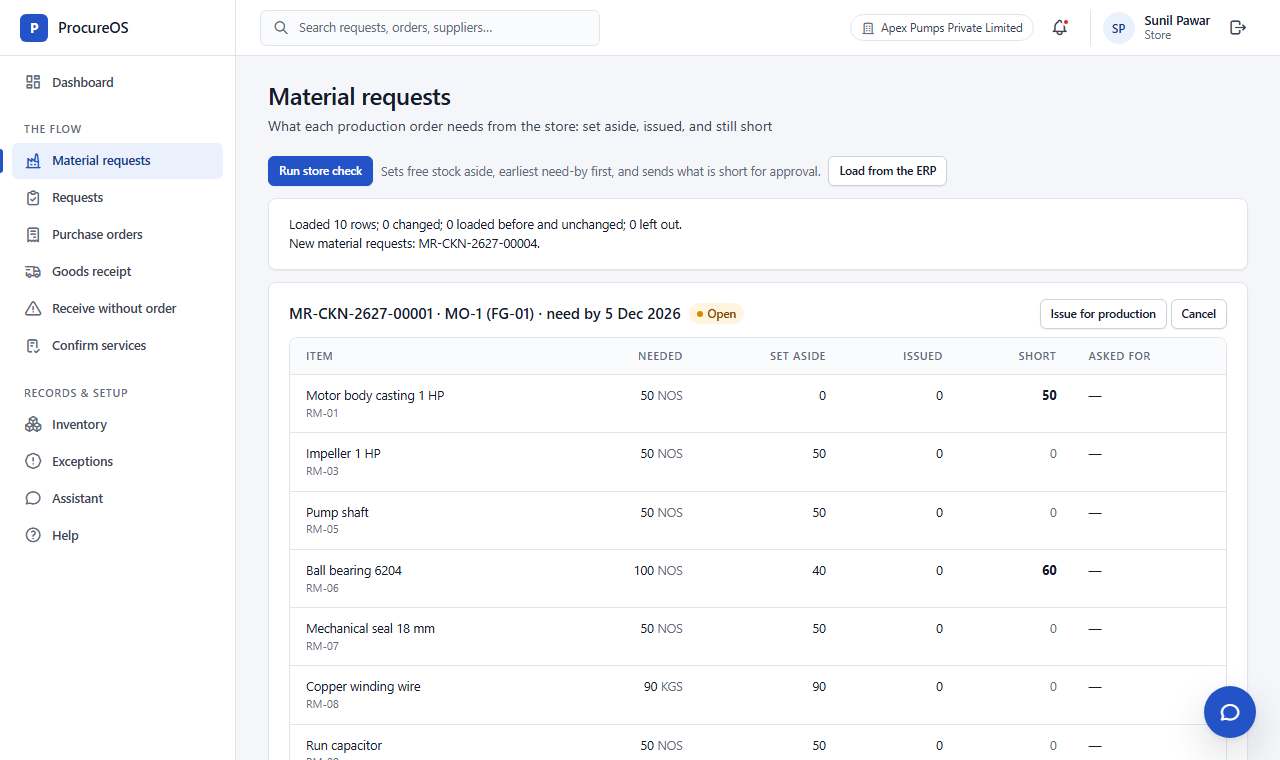 P ProcureOS
Search requests, orders, suppliers...
Apex Pumps Private Limited
SP
Sunil Pawar
Store
Dashboard
THE FLOW
Material requests
Requests
Purchase orders
Goods receipt
Receive without order
Confirm services
RECORDS & SETUP
Inventory
Exceptions
Assistant
Help
Material requests
What each production order needs from the store: set aside, issued, and still short
Run store check Sets free stock aside, earliest need-by first, and sends what is short for approval. Load from the ERP
Loaded 10 rows; 0 changed; 0 loaded before and unchanged; 0 left out.
New material requests: MR-CKN-2627-00004.
MR-CKN-2627-00001 · MO-1 (FG-01) · need by 5 Dec 2026 Open Issue for production Cancel
ITEM NEEDED SET ASIDE ISSUED SHORT ASKED FOR
Motor body casting 1 HP 50 NOS 0 0 50 —
RM-01
Impeller 1 HP 50 NOS 50 0 0 —
RM-03
Pump shaft 50 NOS 50 0 0 —
RM-05
Ball bearing 6204 100 NOS 40 0 60 —
RM-06
Mechanical seal 18 mm 50 NOS 50 0 0 —
RM-07
Copper winding wire 90 KGS 90 0 0 —
RM-08
Run capacitor 50 NOS 50 0 0 —